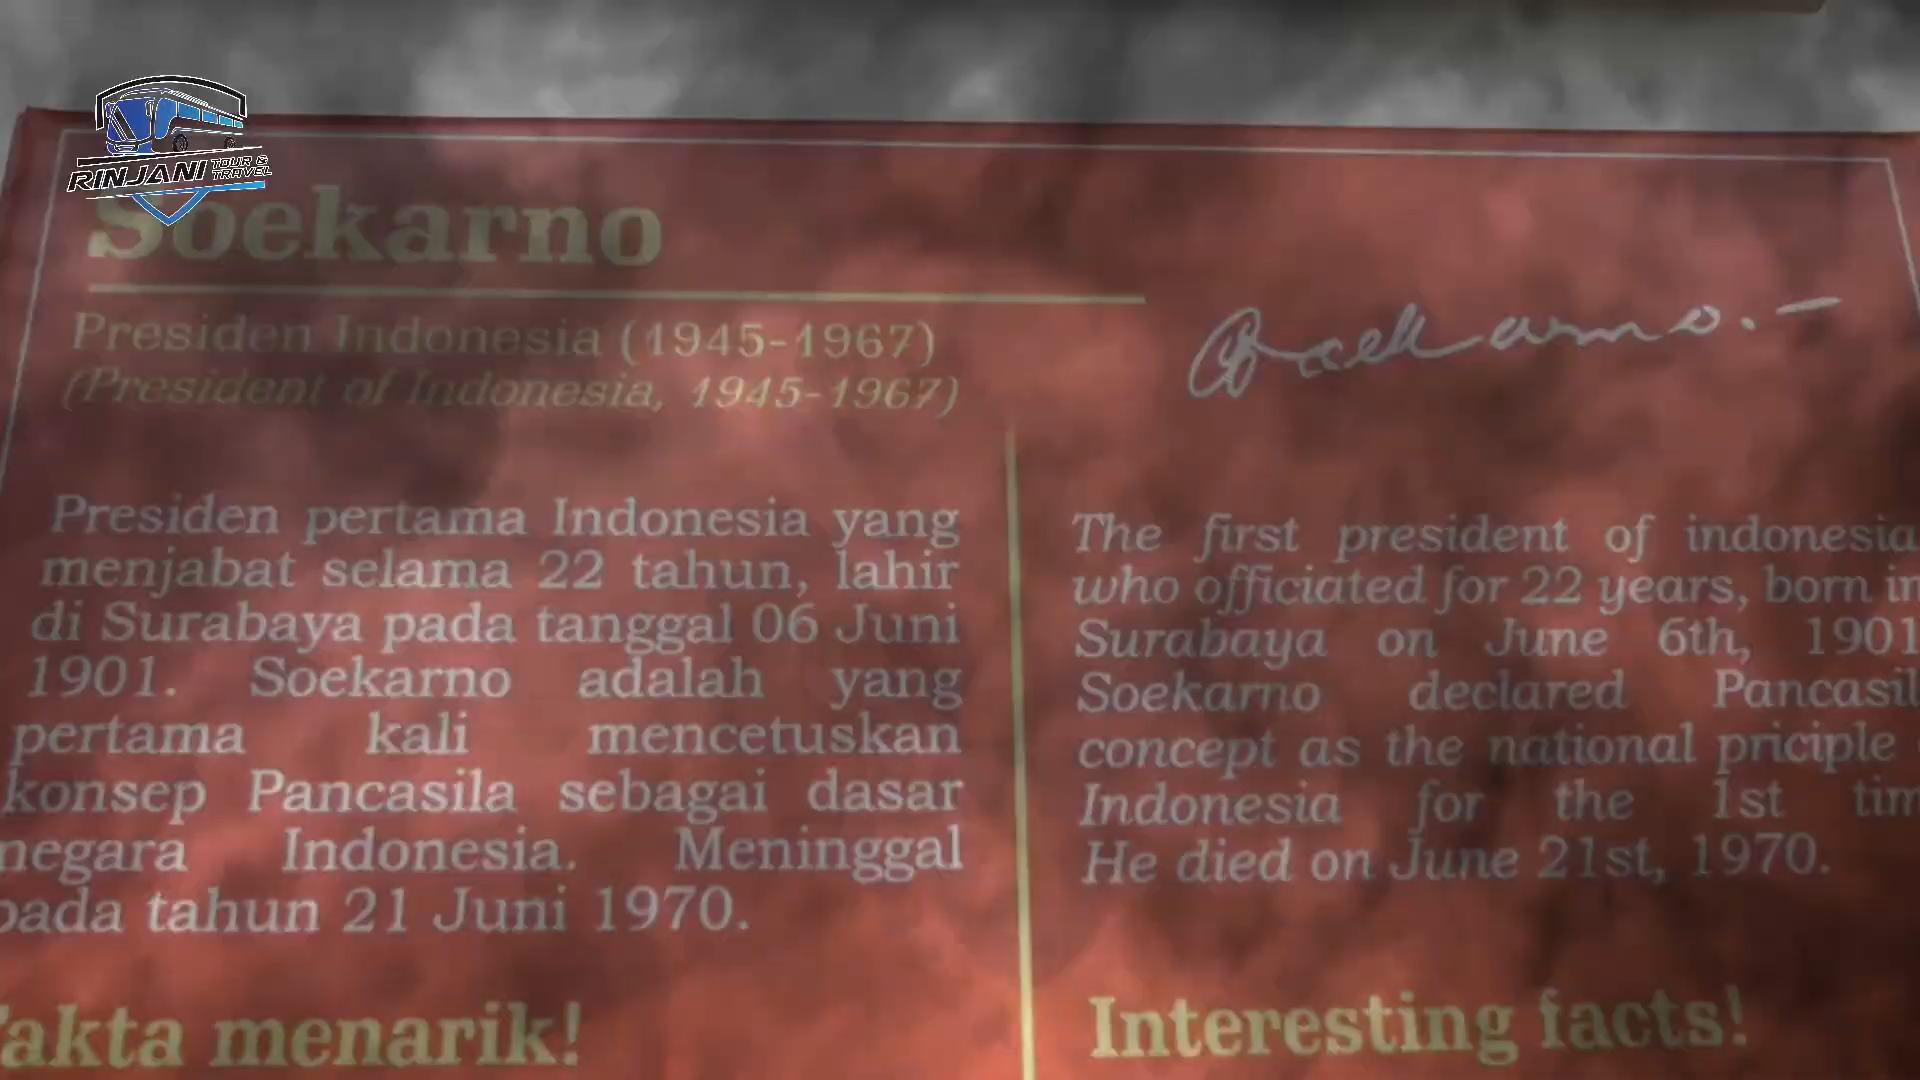 RINJANI TOUR & TRAVEL
Soekarno
Presiden Indonesia (1945-1967)
(President of Indonesia, 1945-1967)
Soekarno.-
Presiden pertama Indonesia yang
menjabat selama 22 tahun, lahir
di Surabaya pada tanggal 06 Juni
1901. Soekarno adalah yang
pertama kali mencetuskan
konsep Pancasila sebagai dasar
negara Indonesia. Meninggal
pada tahun 21 Juni 1970.
Fakta menarik!
The first president of indonesia
who officiated for 22 years, born in
Surabaya on June 6th, 1901
Soekarno declared Pancasil
concept as the national priciple
Indonesia for the 1st tim
He died on June 21st, 1970.
Interesting facts!